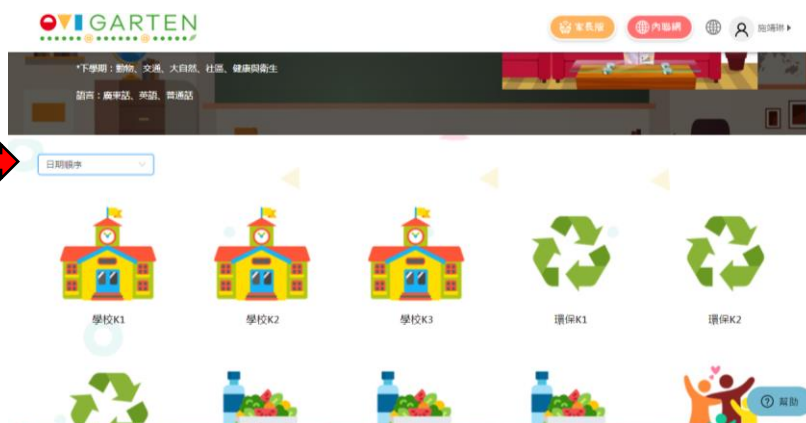 OVI GARTEN
家長版
內聯網
*下學期：動物、交通、大自然、社區、健康與衛生
語言：廣東話、英語、普通話
日期順序
學校K1
學校K2
學校K3
環保K1
環保K2
幫助